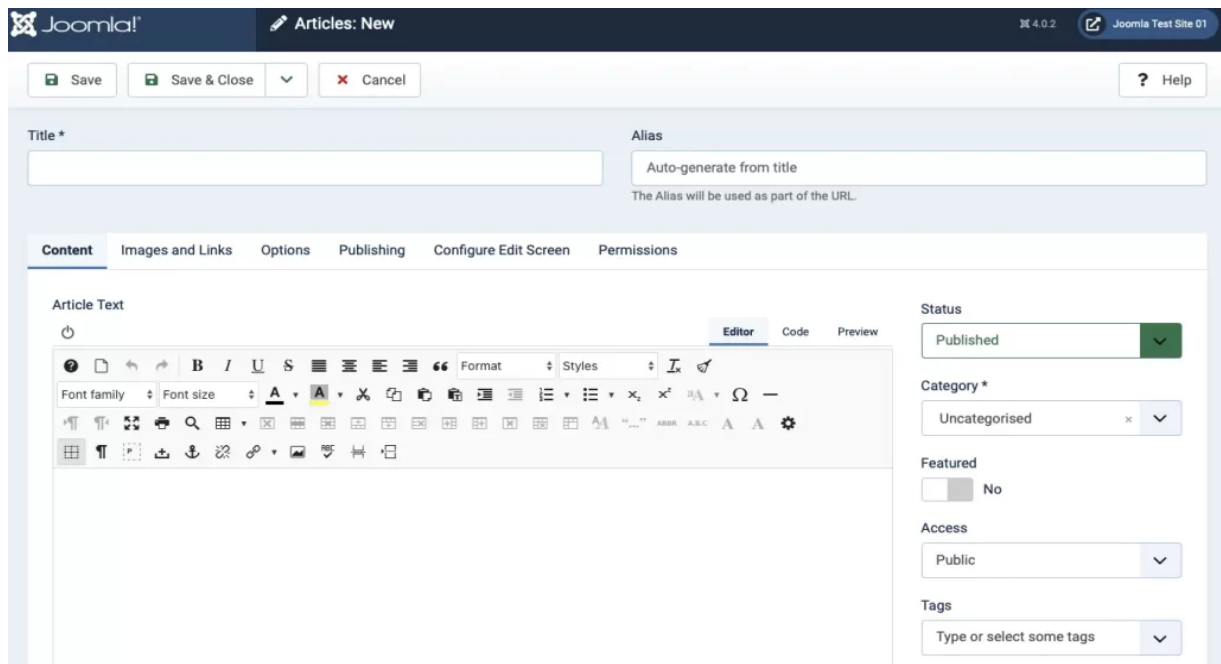 Joomla!
Articles: New
4.0.2
Joomla Test Site 01
Save
Save & Close
Cancel
? Help
Title *
Alias
Auto-generate from title
The Alias will be used as part of the URL.
Content Images and Links Options Publishing Configure Edit Screen Permissions
Article Text
Editor Code Preview
Format
Styles
Font family
Font size
ABC
ABBR
A.B.C
Status
Published
Category *
Uncategorised
Featured
No
Access
Public
Tags
Type or select some tags